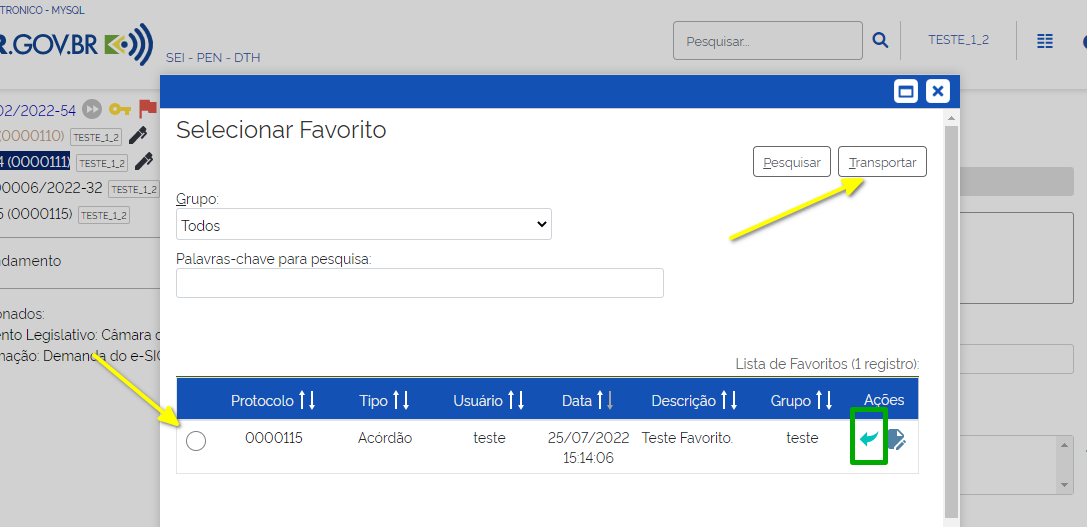 TRONICO - MYSQL
R.GOV.BR
SEI - PEN - DTH
Pesquisar...
TESTE_1_2
02/2022-54
(0000110) TESTE_1_2
4 (0000111) TESTE_1_2
00006/2022-32 TESTE_1_2
5 (0000115) TESTE_1_2
ndamento
onados:
ento Legislativo: Câmara d
mação: Demanda do e-SIC
Selecionar Favorito
Pesquisar
Transportar
Grupo:
Todos
Palavras-chave para pesquisa:
Lista de Favoritos (1 registro):
Protocolo Tipo Usuário Data Descrição Grupo Ações
0000115 Acórdão teste 25/07/2022 Teste Favorito. teste
15:14:06